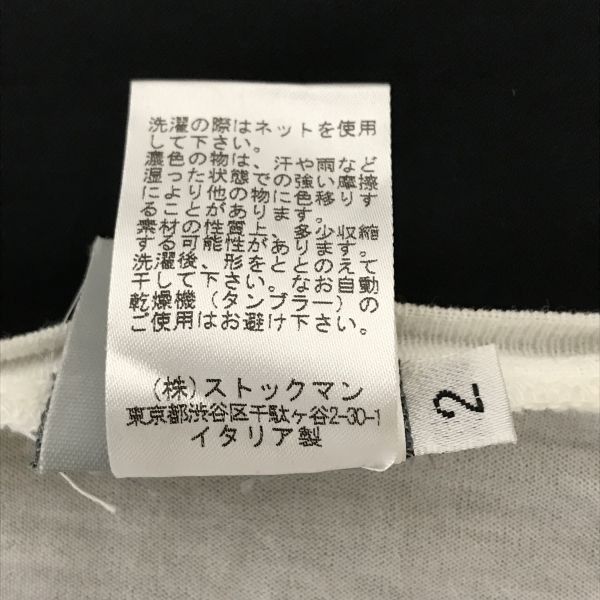 洗濯の際はネットを使用
して下さい。
濃色の物は、汗や雨など
湿った状態での強い摩擦
により他の物に色移りす
ることがあります。
素材の性質上、多少収縮
する可能性があります。
洗濯後、形をととのえて
干して下さい。なお自動
乾燥機（タンブラー）の
ご使用はお避け下さい。
（株）ストックマン
東京都渋谷区千駄ヶ谷2-30-1
イタリア製
2